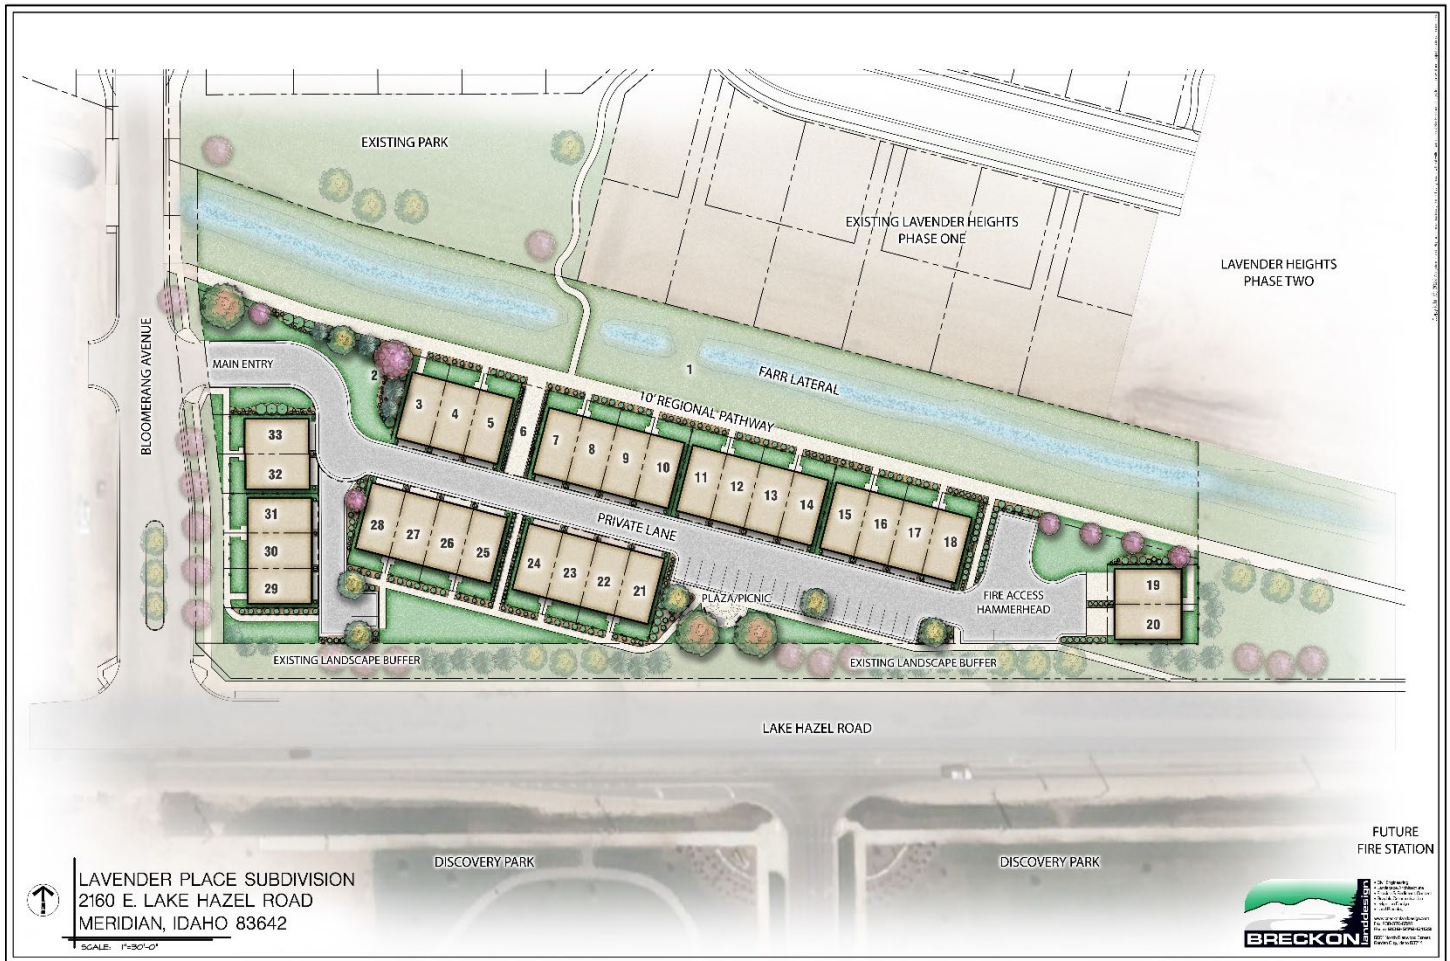 EXISTING PARK
EXISTING LAVENDER HEIGHTS
PHASE ONE
LAVENDER HEIGHTS
PHASE TWO
BLOOMERANG AVENUE
MAIN ENTRY
1
FARR LATERAL
10' REGIONAL PATHWAY
2
3
4
5
6
7
8
9
10
11
12
13
14
15
16
17
18
19
20
33
32
31
30
29
28
27
26
25
24
23
22
21
PRIVATE LANE
PLAZA/PICNIC
FIRE ACCESS
HAMMERHEAD
EXISTING LANDSCAPE BUFFER
EXISTING LANDSCAPE BUFFER
LAKE HAZEL ROAD
DISCOVERY PARK
DISCOVERY PARK
FUTURE
FIRE STATION
LAVENDER PLACE SUBDIVISION
2160 E. LAKE HAZEL ROAD
MERIDIAN, IDAHO 83642
SCALE: 1"=30'-0"
BRECKON
landdesign